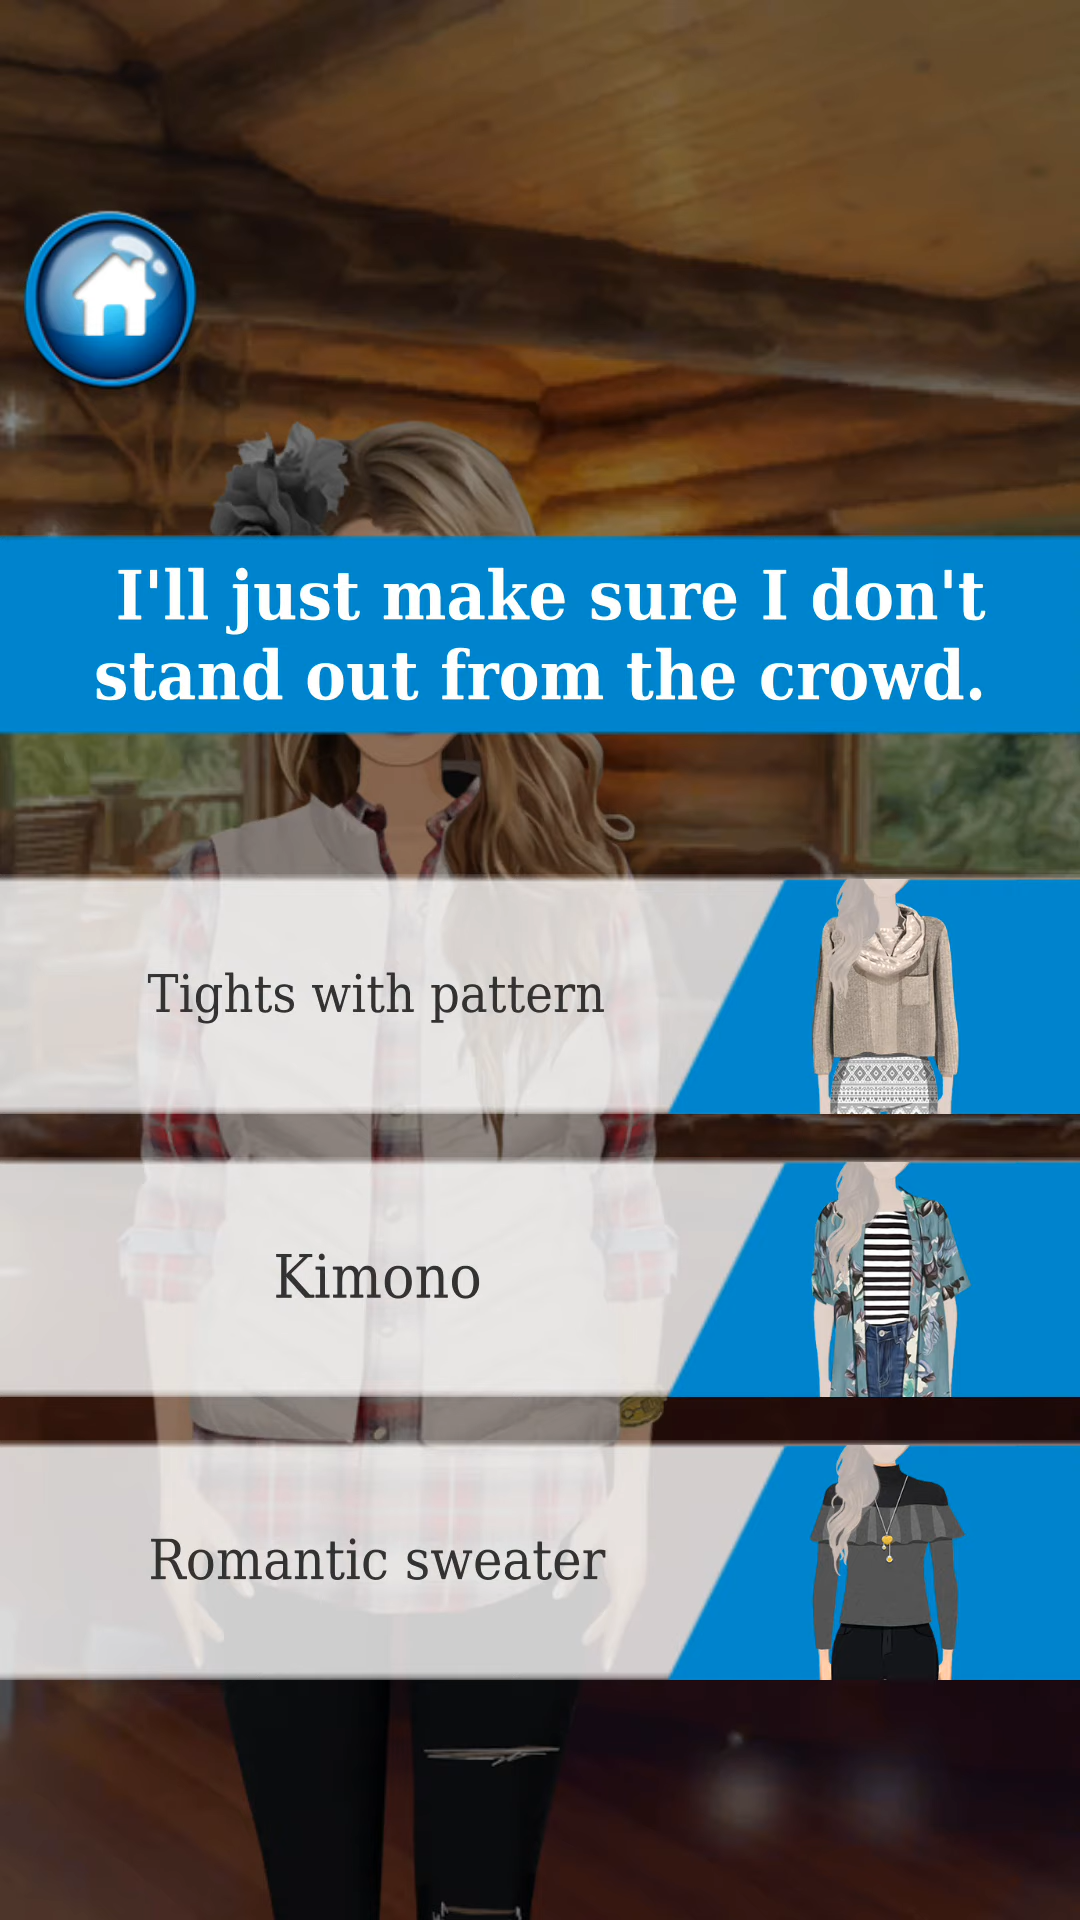 I'll just make sure I don't
stand out from the crowd.
Tights with pattern
Kimono
Romantic sweater